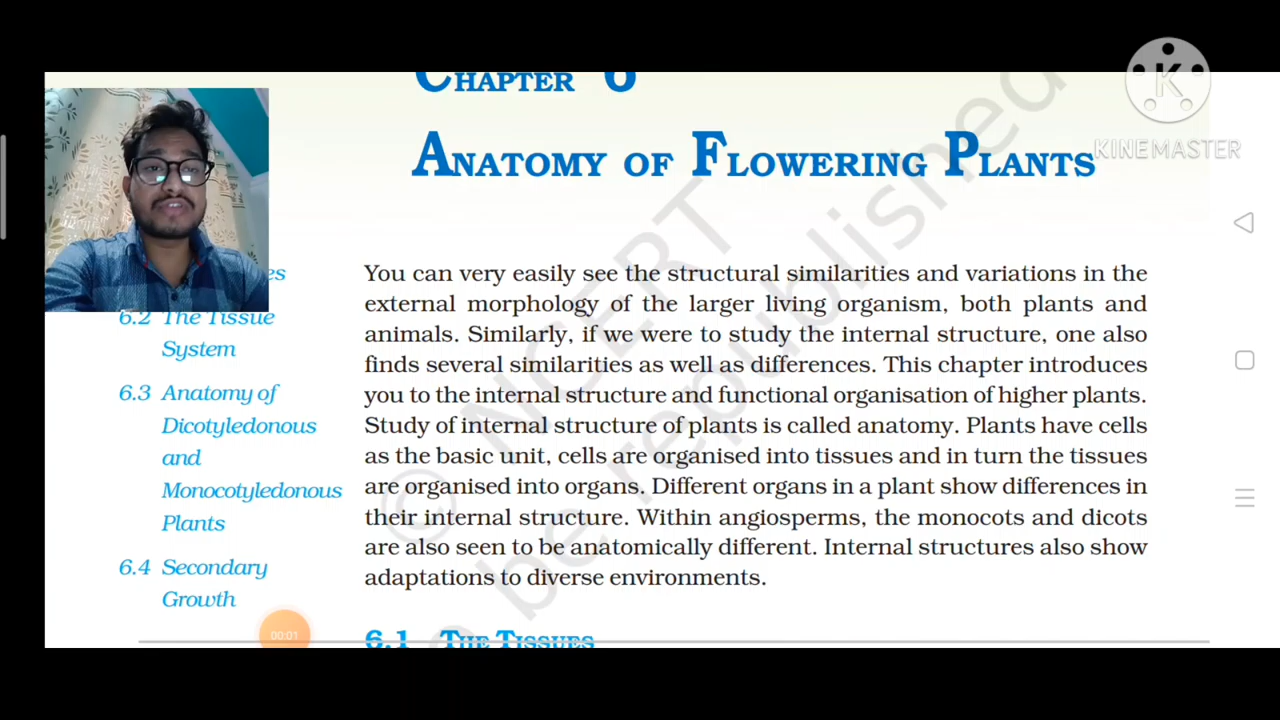 CHAPTER 6
ANATOMY OF FLOWERING PLANTS
K
KINEMASTER
6.2 The Tissue
System
6.3 Anatomy of
Dicotyledonous
and
Monocotyledonous
Plants
6.4 Secondary
Growth
You can very easily see the structural similarities and variations in the
external morphology of the larger living organism, both plants and
animals. Similarly, if we were to study the internal structure, one also
finds several similarities as well as differences. This chapter introduces
you to the internal structure and functional organisation of higher plants.
Study of internal structure of plants is called anatomy. Plants have cells
as the basic unit, cells are organised into tissues and in turn the tissues
are organised into organs. Different organs in a plant show differences in
their internal structure. Within angiosperms, the monocots and dicots
are also seen to be anatomically different. Internal structures also show
adaptations to diverse environments.
6.1 THE TISSUES
00:01
© NCERT
be republished